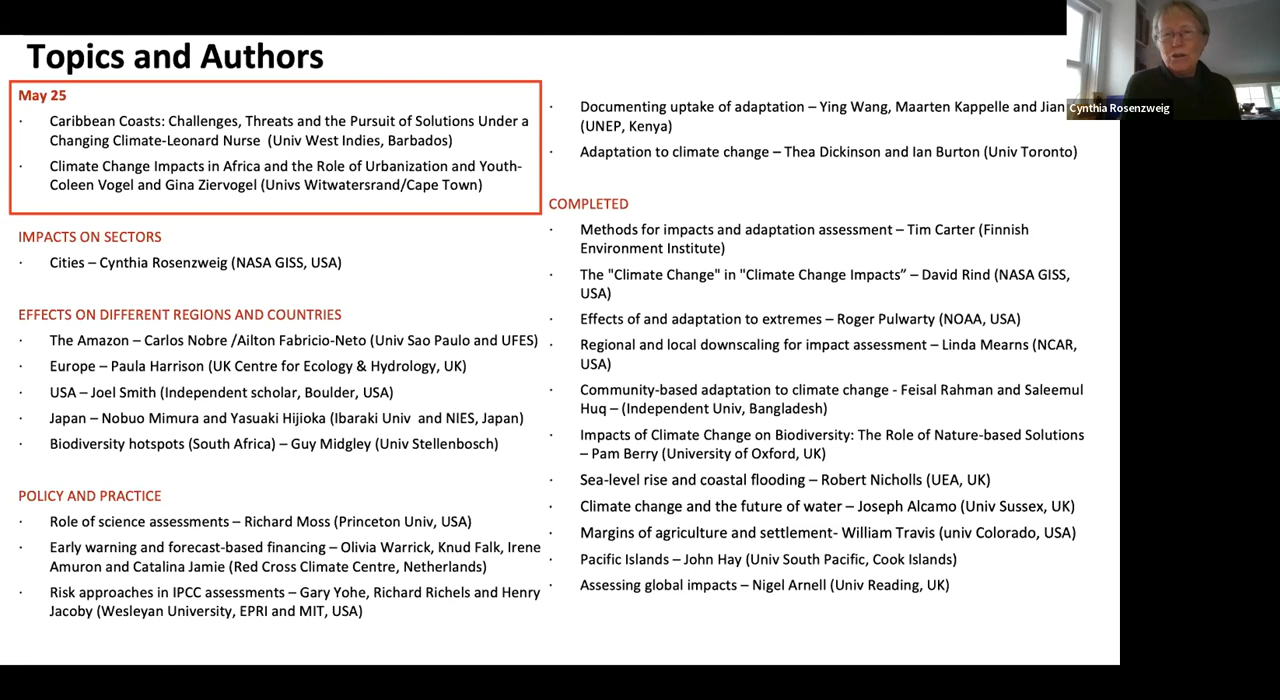 Topics and Authors
May 25
· Caribbean Coasts: Challenges, Threats and the Pursuit of Solutions Under a
Changing Climate-Leonard Nurse (Univ West Indies, Barbados)
· Climate Change Impacts in Africa and the Role of Urbanization and Youth-
Coleen Vogel and Gina Ziervogel (Univs Witwatersrand/Cape Town)
IMPACTS ON SECTORS
· Cities – Cynthia Rosenzweig (NASA GISS, USA)
EFFECTS ON DIFFERENT REGIONS AND COUNTRIES
· The Amazon – Carlos Nobre /Ailton Fabricio-Neto (Univ Sao Paulo and UFES)
· Europe – Paula Harrison (UK Centre for Ecology & Hydrology, UK)
· USA – Joel Smith (Independent scholar, Boulder, USA)
· Japan – Nobuo Mimura and Yasuaki Hijioka (Ibaraki Univ and NIES, Japan)
· Biodiversity hotspots (South Africa) – Guy Midgley (Univ Stellenbosch)
POLICY AND PRACTICE
· Role of science assessments – Richard Moss (Princeton Univ, USA)
· Early warning and forecast-based financing – Olivia Warrick, Knud Falk, Irene
Amuron and Catalina Jamie (Red Cross Climate Centre, Netherlands)
· Risk approaches in IPCC assessments – Gary Yohe, Richard Richels and Henry
Jacoby (Wesleyan University, EPRI and MIT, USA)
· Documenting uptake of adaptation – Ying Wang, Maarten Kappelle and Jian
(UNEP, Kenya)
· Adaptation to climate change – Thea Dickinson and Ian Burton (Univ Toronto)
COMPLETED
· Methods for impacts and adaptation assessment – Tim Carter (Finnish
Environment Institute)
· The "Climate Change" in "Climate Change Impacts” – David Rind (NASA GISS,
USA)
· Effects of and adaptation to extremes – Roger Pulwarty (NOAA, USA)
· Regional and local downscaling for impact assessment – Linda Mearns (NCAR,
USA)
· Community-based adaptation to climate change - Feisal Rahman and Saleemul
Huq – (Independent Univ, Bangladesh)
· Impacts of Climate Change on Biodiversity: The Role of Nature-based Solutions
– Pam Berry (University of Oxford, UK)
· Sea-level rise and coastal flooding – Robert Nicholls (UEA, UK)
· Climate change and the future of water – Joseph Alcamo (Univ Sussex, UK)
· Margins of agriculture and settlement- William Travis (univ Colorado, USA)
· Pacific Islands – John Hay (Univ South Pacific, Cook Islands)
· Assessing global impacts – Nigel Arnell (Univ Reading, UK)
Cynthia Rosenzweig